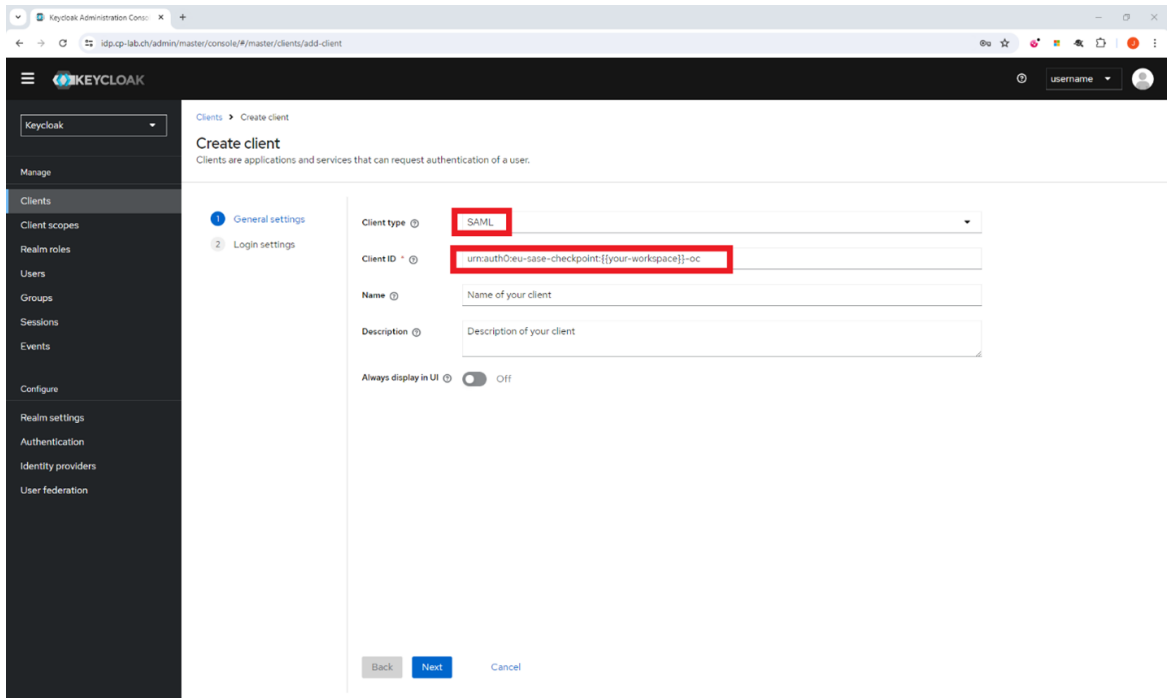 Keycloak Administration Conso
idp.cp-lab.ch/admin/master/console/#/master/clients/add-client
KEYCLOAK
username
Keycloak
Manage
Clients
Client scopes
Realm roles
Users
Groups
Sessions
Events
Configure
Realm settings
Authentication
Identity providers
User federation
Clients > Create client
Create client
Clients are applications and services that can request authentication of a user.
1 General settings
2 Login settings
Client type SAML
Client ID * urn:auth0:eu-sase-checkpoint:{{your-workspace}}-oc
Name Name of your client
Description Description of your client
Always display in UI Off
Back Next Cancel